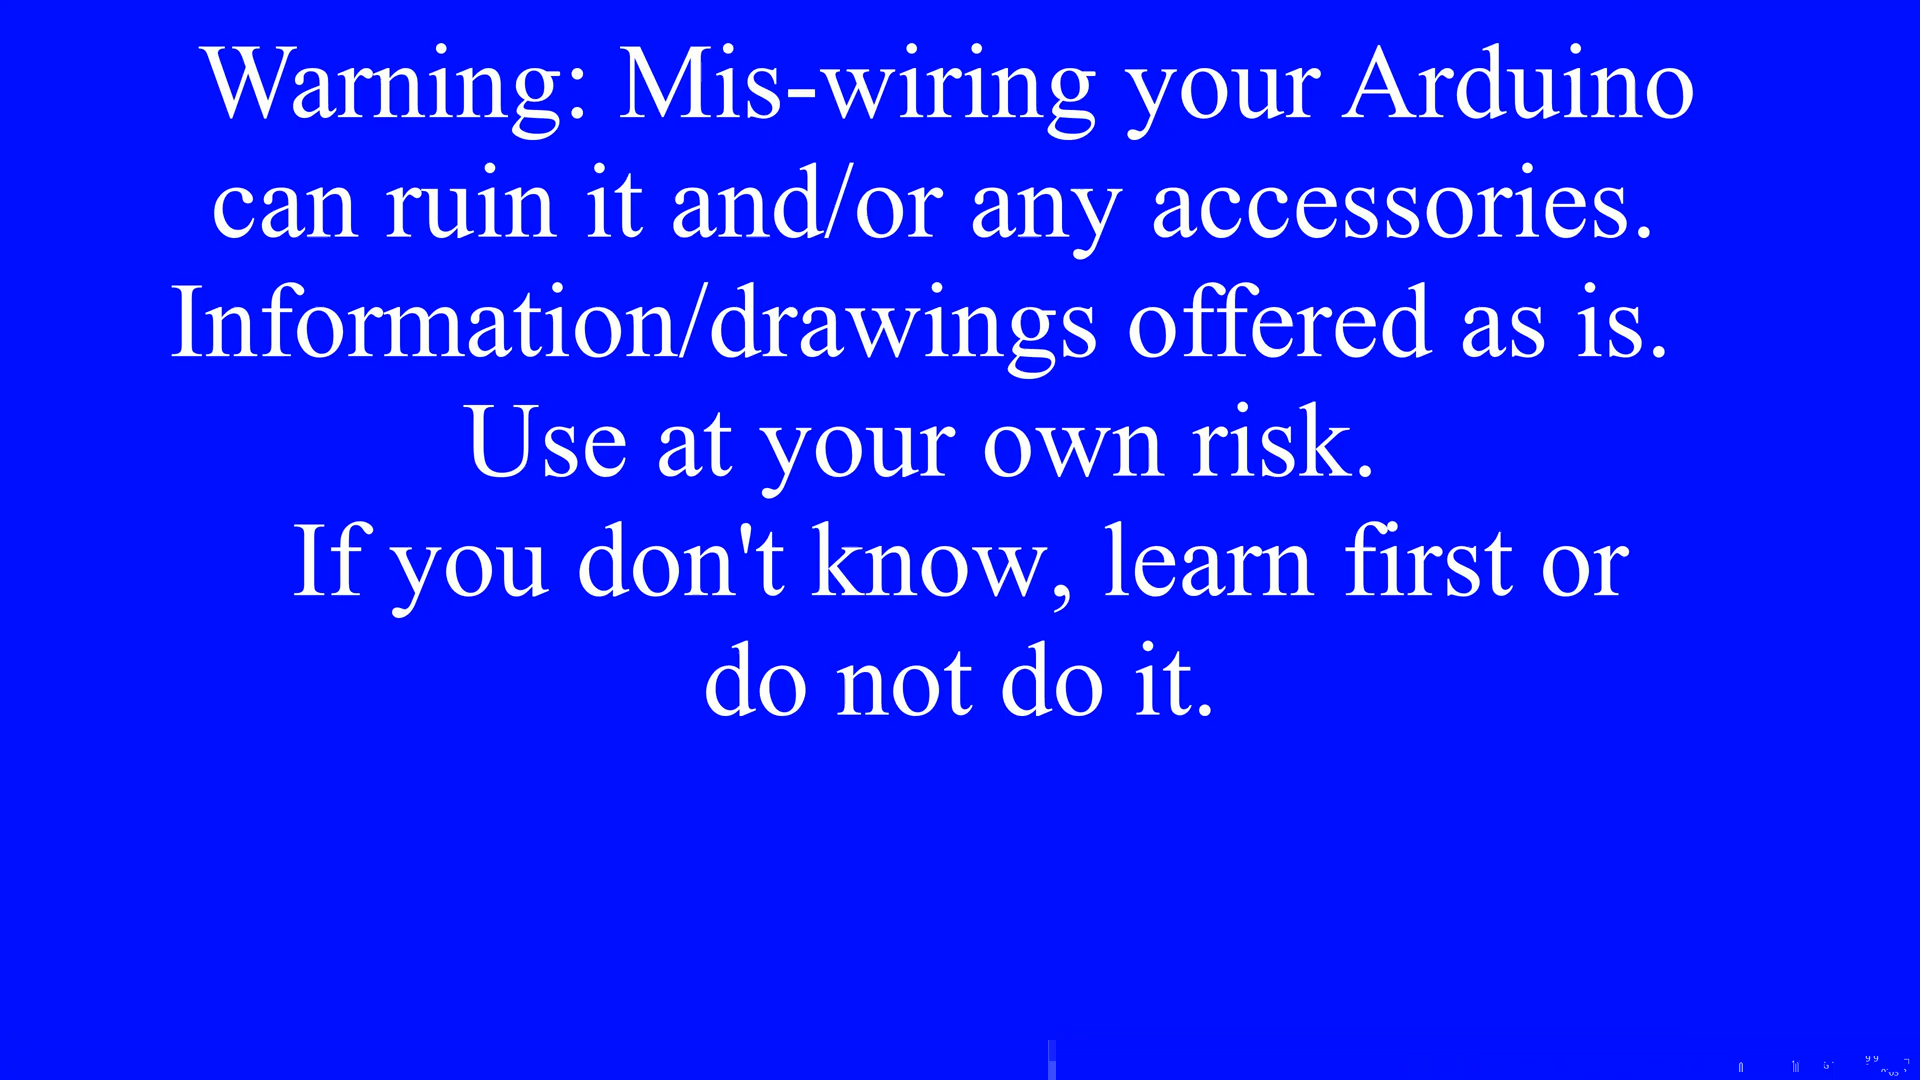 Warning: Mis-wiring your Arduino
can ruin it and/or any accessories.
Information/drawings offered as is.
Use at your own risk.
If you don't know, learn first or
do not do it.